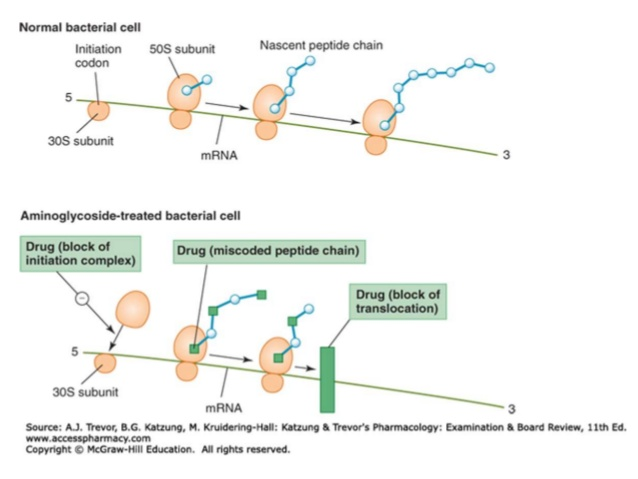 Normal bacterial cell
Initiation
codon
50S subunit
Nascent peptide chain
5
30S subunit
mRNA
3
Aminoglycoside-treated bacterial cell
Drug (block of
initiation complex)
Drug (miscoded peptide chain)
Drug (block of
translocation)
5
30S subunit
mRNA
3
Source: A.J. Trevor, B.G. Katzung, M. Kruidering-Hall: Katzung & Trevor's Pharmacology: Examination & Board Review, 11th Ed.
www.accesspharmacy.com
Copyright © McGraw-Hill Education. All rights reserved.